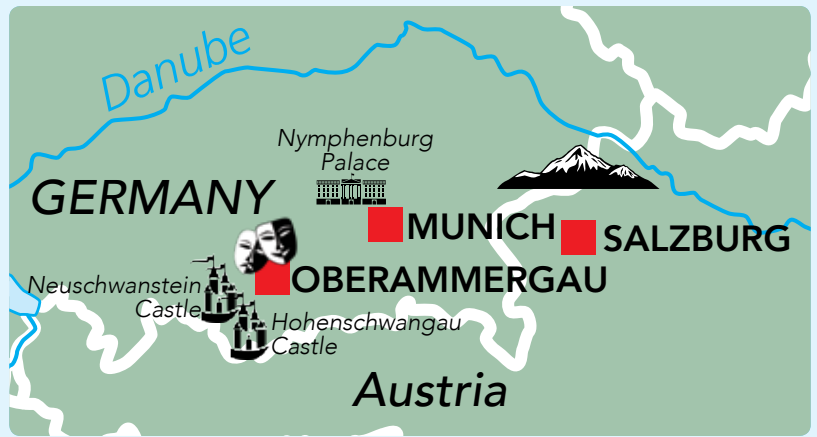 Danube
Nymphenburg
Palace
GERMANY
MUNICH
SALZBURG
OBERAMMERGAU
Neuschwanstein
Castle
Hohenschwangau
Castle
Austria